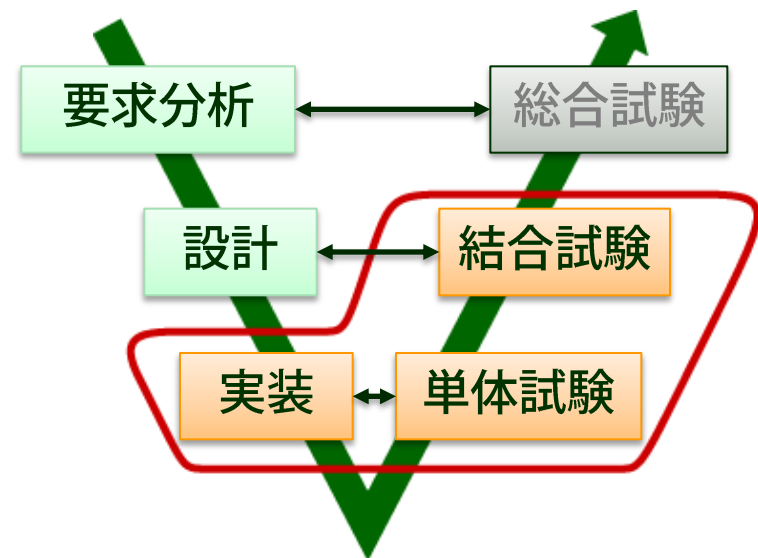 要求分析
総合試験
設計
結合試験
実装
単体試験